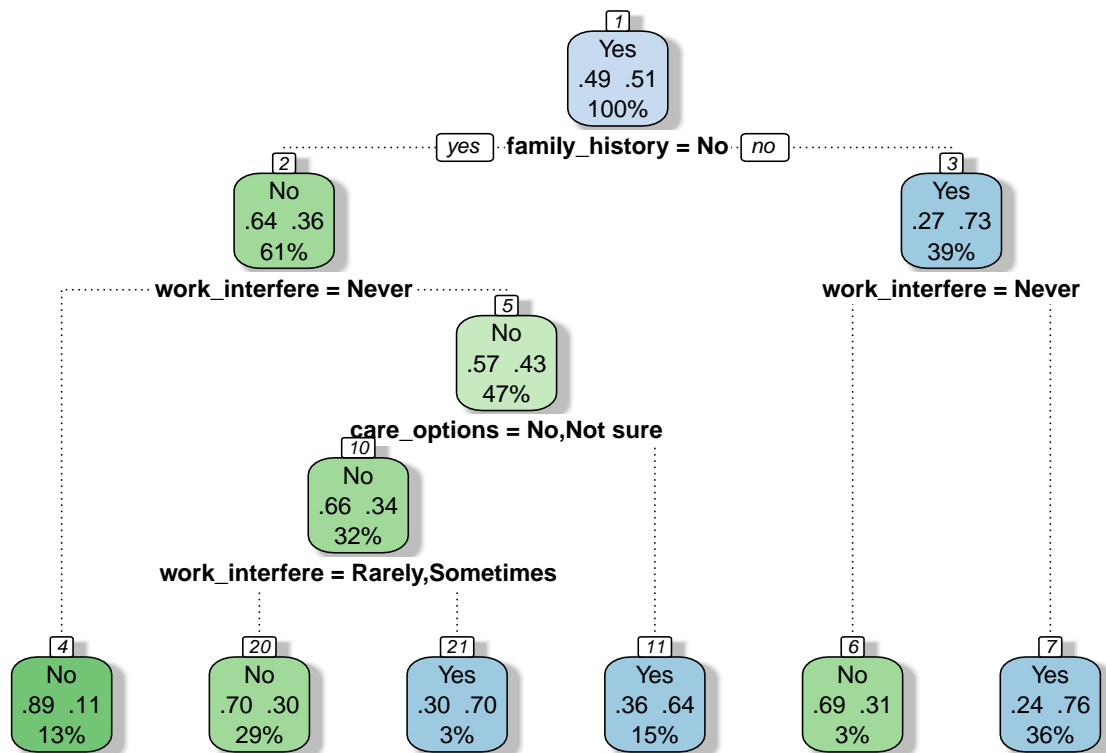 1
Yes
.49 .51
100%
yes family_history = No no
2
No
.64 .36
61%
3
Yes
.27 .73
39%
work_interfere = Never
work_interfere = Never
5
No
.57 .43
47%
care_options = No,Not sure
10
No
.66 .34
32%
work_interfere = Rarely,Sometimes
4
No
.89 .11
13%
20
No
.70 .30
29%
21
Yes
.30 .70
3%
11
Yes
.36 .64
15%
6
No
.69 .31
3%
7
Yes
.24 .76
36%